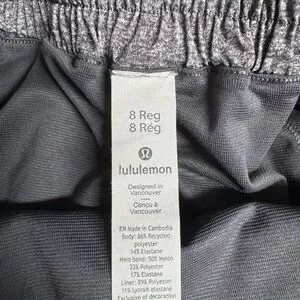 8 Reg
8 Rég
lululemon
Designed in
Vancouver
Conçu à
Vancouver
EN Made in Cambodia
Body: 86% Recycled
polyester
14% Elastane
Hem band: 50% Nylon
33% Polyester
17% Elastane
Liner: 89% Polyester
11% Lycra® elastane
Exclusive of decoration